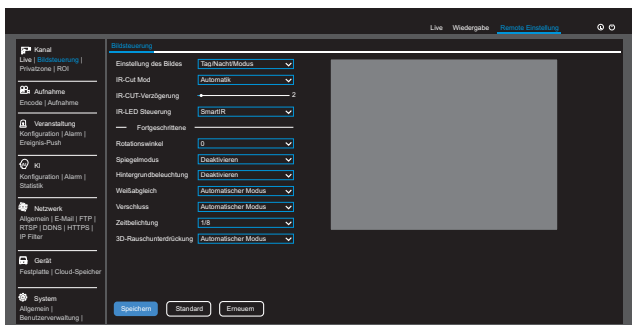 Live Wiedergabe Remote Einstellung
Kanal
Live | Bildsteuerung |
Privatzone | ROI
Aufnahme
Encode | Aufnahme
Veranstaltung
Konfiguration | Alarm |
Ereignis-Push
KI
Konfiguration | Alarm |
Statistik
Netzwerk
Allgemein | E-Mail | FTP |
RTSP | DDNS | HTTPS |
IP Filter
Gerät
Festplatte | Cloud-Speicher
System
Allgemein |
Benutzerverwaltung |
Bildsteuerung
Einstellung des Bildes Tag/Nacht/Modus
IR-Cut Mod Automatik
IR-CUT-Verzögerung 2
IR-LED Steuerung SmartIR
Fortgeschrittene
Rotationswinkel 0
Spiegelmodus Deaktivieren
Hintergrundbeleuchtung Deaktivieren
Weißabgleich Automatischer Modus
Verschluss Automatischer Modus
Zeitbelichtung 1/8
3D-Rauschunterdrückung Automatischer Modus
Speichern Standard Erneuern